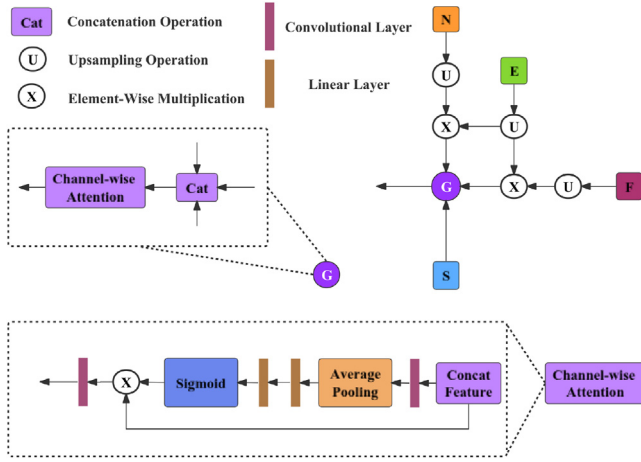 Cat Concatenation Operation
U Upsampling Operation
X Element-Wise Multiplication
Convolutional Layer
Linear Layer
N
U
E
X
U
G
X
U
F
S
Channel-wise
Attention
Cat
G
X
Sigmoid
Average
Pooling
Concat
Feature
Channel-wise
Attention